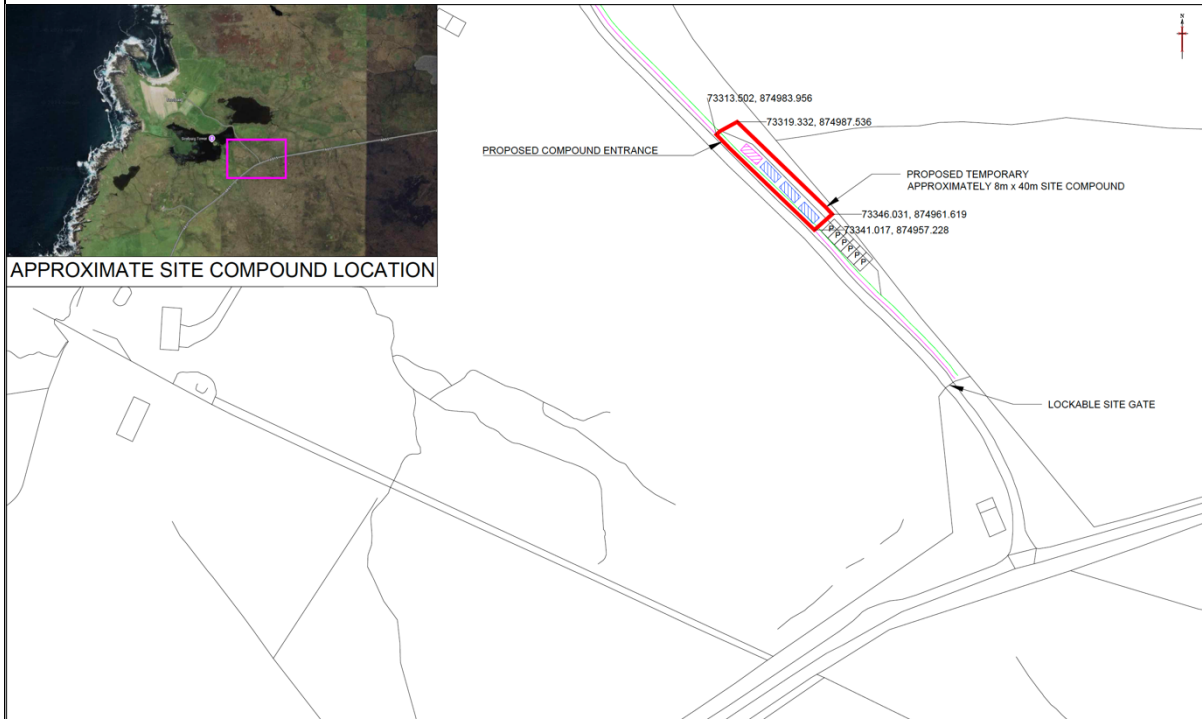 N
73313.502, 874983.956
73319.332, 874987.536
PROPOSED COMPOUND ENTRANCE
PROPOSED TEMPORARY
APPROXIMATELY 8m x 40m SITE COMPOUND
73346.031, 874961.619
73341.017, 874957.228
P
P
P
P
P
APPROXIMATE SITE COMPOUND LOCATION
LOCKABLE SITE GATE